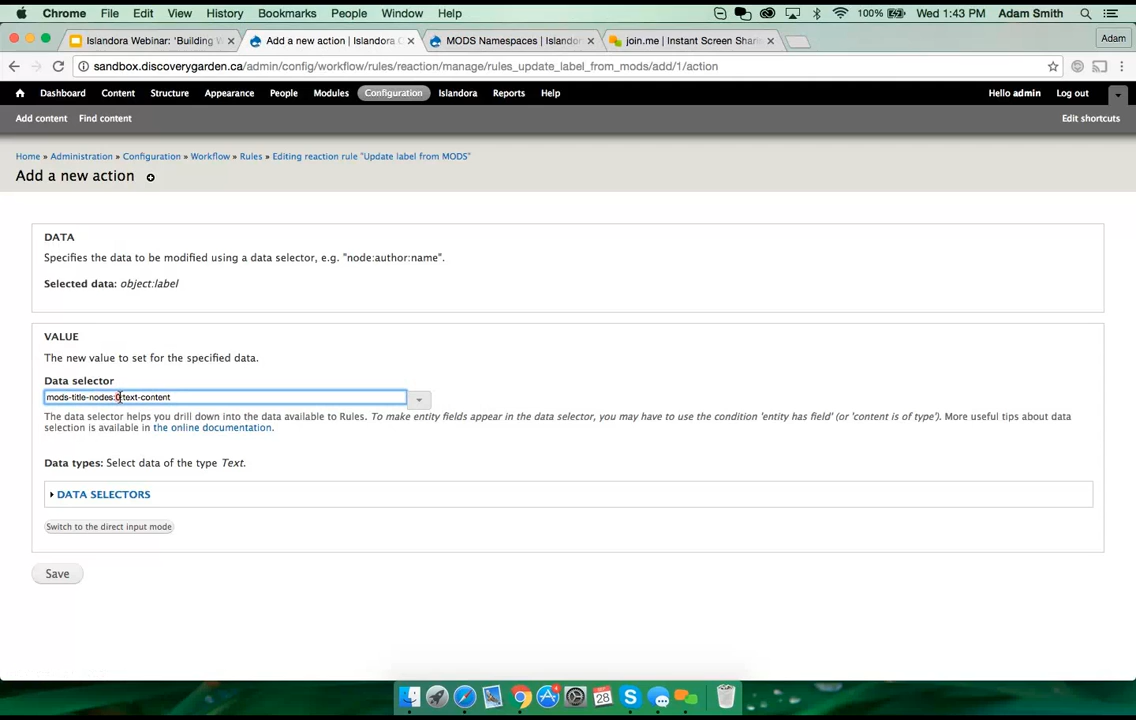 Chrome File Edit View History Bookmarks People Window Help 100% Wed 1:43 PM Adam Smith
Islandora Webinar: 'Building W Add a new action | Islandora C MODS Namespaces | Islandor join.me | Instant Screen Shari Adam
sandbox.discoverygarden.ca/admin/config/workflow/rules/reaction/manage/rules_update_label_from_mods/add/1/action
Dashboard Content Structure Appearance People Modules Configuration Islandora Reports Help Hello admin Log out
Add content Find content Edit shortcuts
Home » Administration » Configuration » Workflow » Rules » Editing reaction rule "Update label from MODS"
Add a new action
DATA
Specifies the data to be modified using a data selector, e.g. "node:author:name".
Selected data: object:label
VALUE
The new value to set for the specified data.
Data selector
mods-title-nodes:0:text-content
The data selector helps you drill down into the data available to Rules. To make entity fields appear in the data selector, you may have to use the condition 'entity has field' (or 'content is of type'). More useful tips about data
selection is available in the online documentation.
Data types: Select data of the type Text.
DATA SELECTORS
Switch to the direct input mode
Save
28